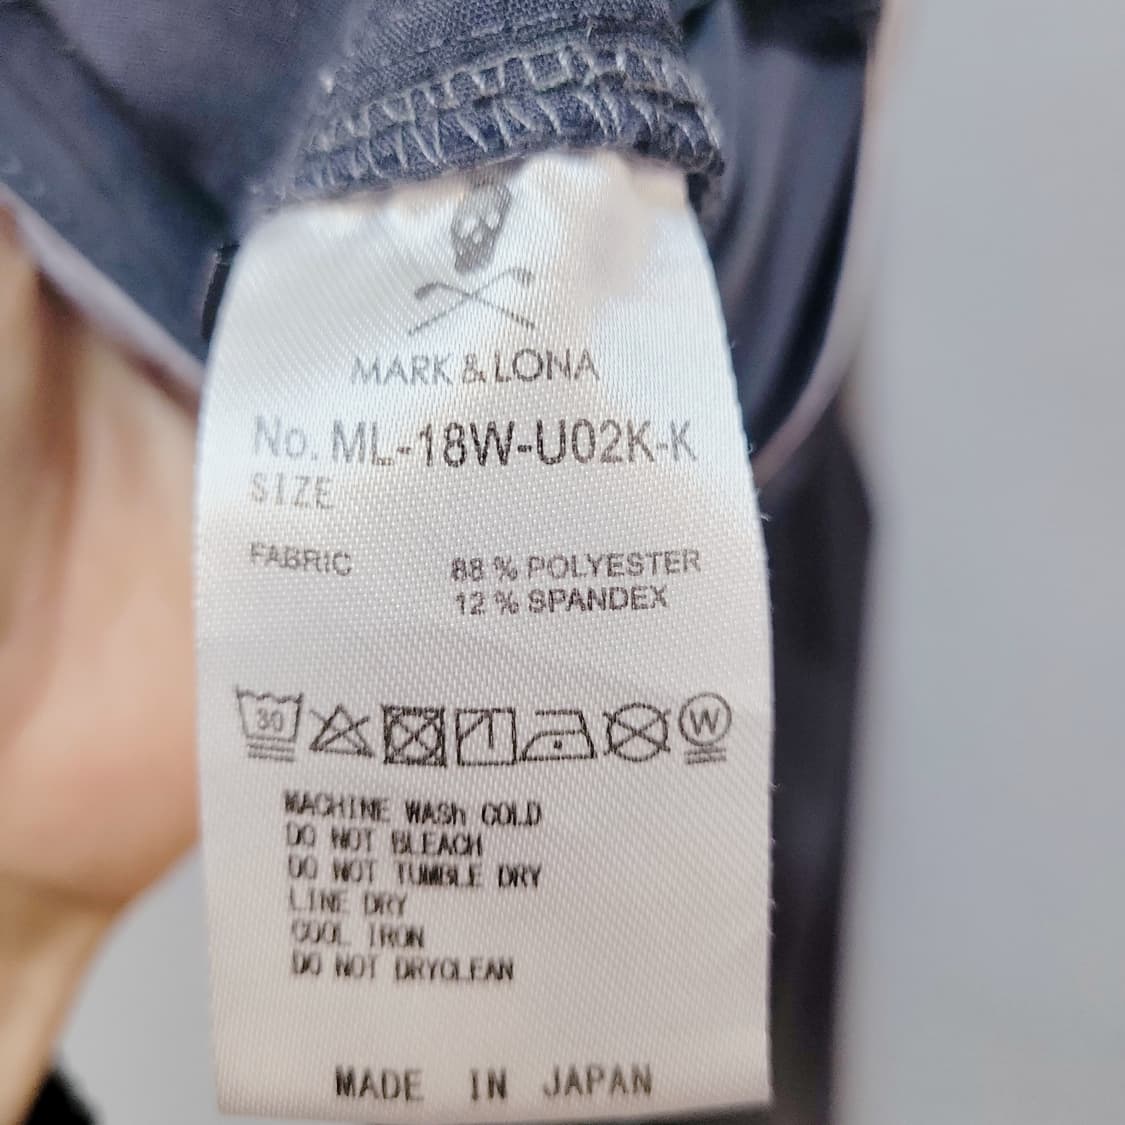 MARK & LONA
No. ML-18W-U02K-K
SIZE
FABRIC 88 % POLYESTER
12 % SPANDEX
30 W
MACHINE WASh COLD
DO NOT BLEACH
DO NOT TUMBLE DRY
LINE DRY
COOL IRON
DO NOT DRYCLEAN
MADE IN JAPAN